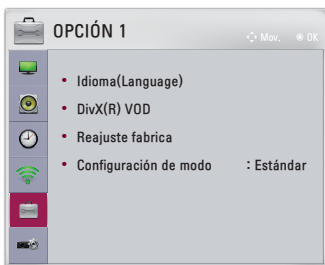 OPCIÓN 1
Mov. OK
• Idioma(Language)
• DivX(R) VOD
• Reajuste fabrica
• Configuración de modo : Estándar